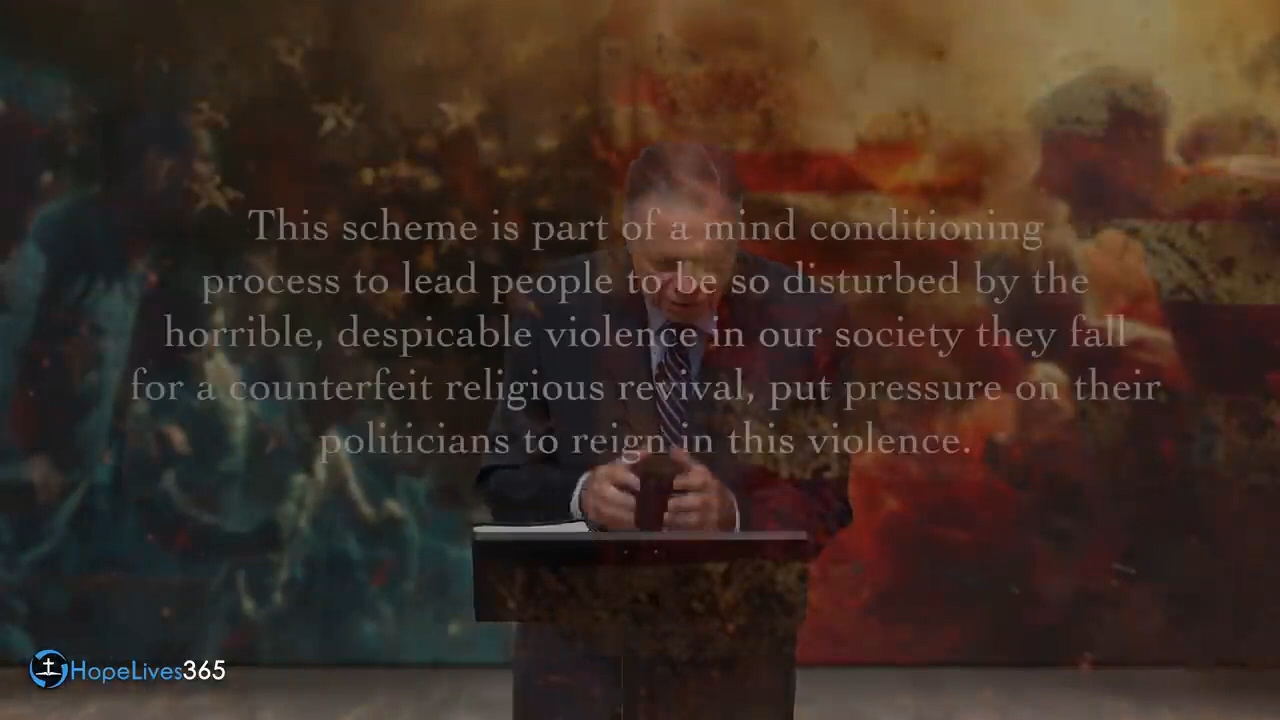 This scheme is part of a mind conditioning
process to lead people to be so disturbed by the
horrible, despicable violence in our society they fall
for a counterfeit religious revival, put pressure on their
politicians to reign in this violence.
HopeLives365